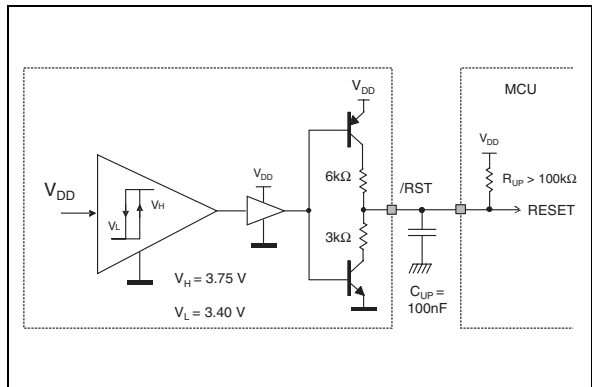 V_DD
V_L
V_H
V_H = 3.75 V
V_L = 3.40 V
V_DD
V_DD
6kΩ
3kΩ
/RST
C_UP =
100nF
MCU
V_DD
R_UP > 100kΩ
RESET